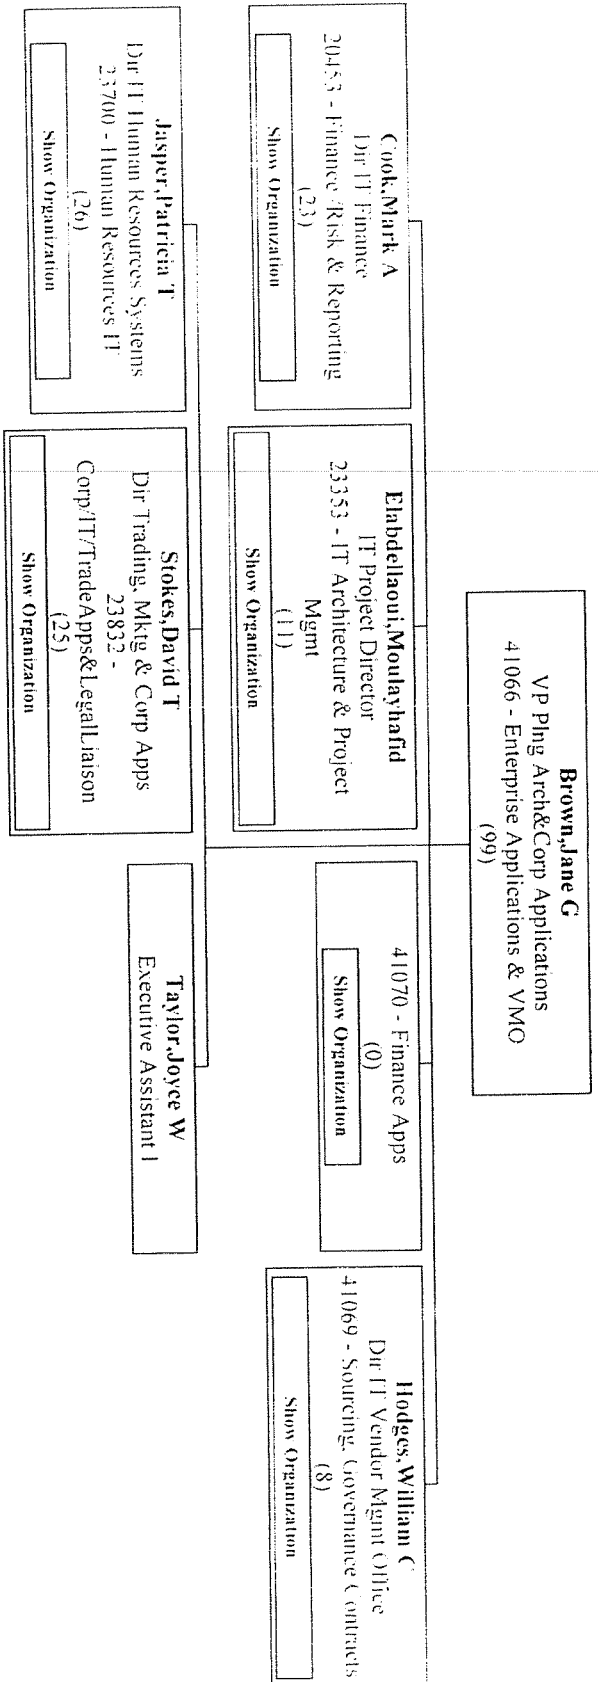 Brown,Jane G
VP Plng Arch&Corp Applications
41066 - Enterprise Applications & VMO
(99)
Cook,Mark A
Dir IT Finance
20453 - Finance /Risk & Reporting
(23)
Show Organization
Elabdellaoui,Moulayhafid
IT Project Director
23353 - IT Architecture & Project
Mgmt
(11)
Show Organization
41070 - Finance Apps
(0)
Show Organization
Hodges,William C
Dir IT Vendor Mgmt Office
41069 - Sourcing, Governance Contracts
(8)
Show Organization
Jasper,Patricia T
Dir IT Human Resources Systems
23700 - Human Resources IT
(26)
Show Organization
Stokes,David T
Dir Trading, Mktg & Corp Apps
23832 -
Corp/IT/TradeApps&LegalLiaison
(25)
Show Organization
Taylor,Joyce W
Executive Assistant I